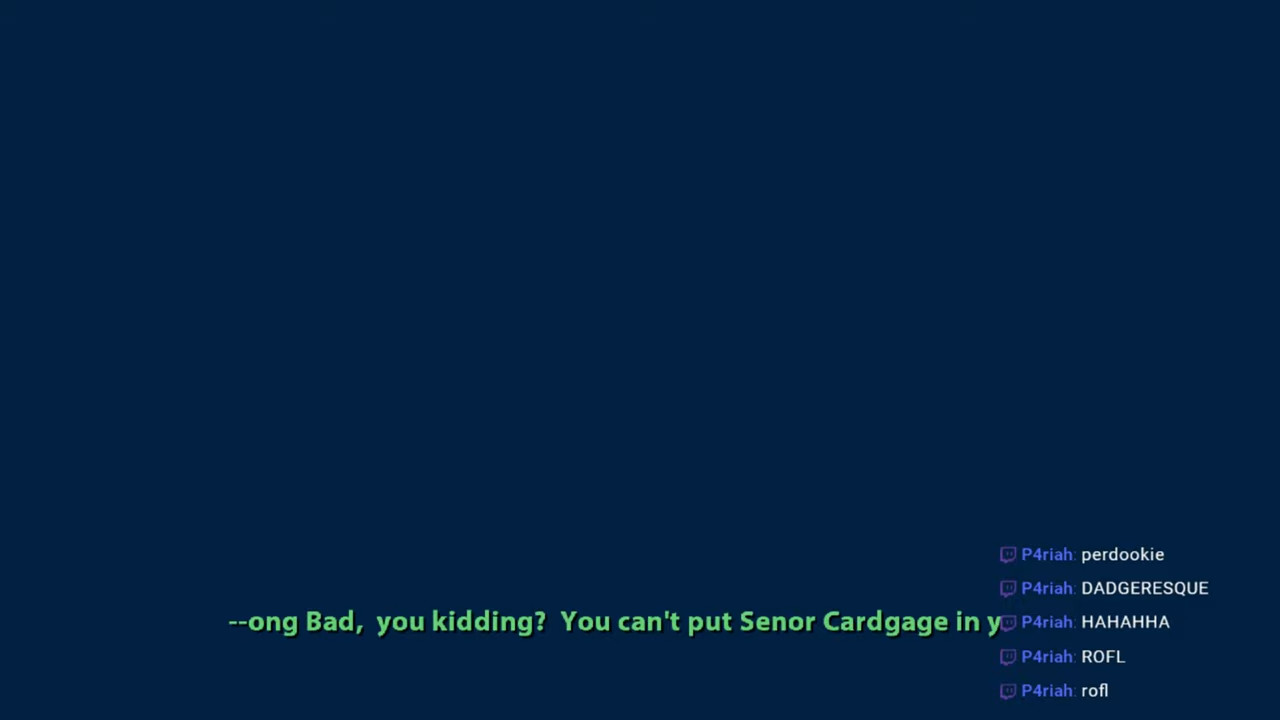 P4riah: perdookie
P4riah: DADGERESQUE
--ong Bad, you kidding? You can't put Senor Cardgage in y
P4riah: HAHAHHA
P4riah: ROFL
P4riah: rofl